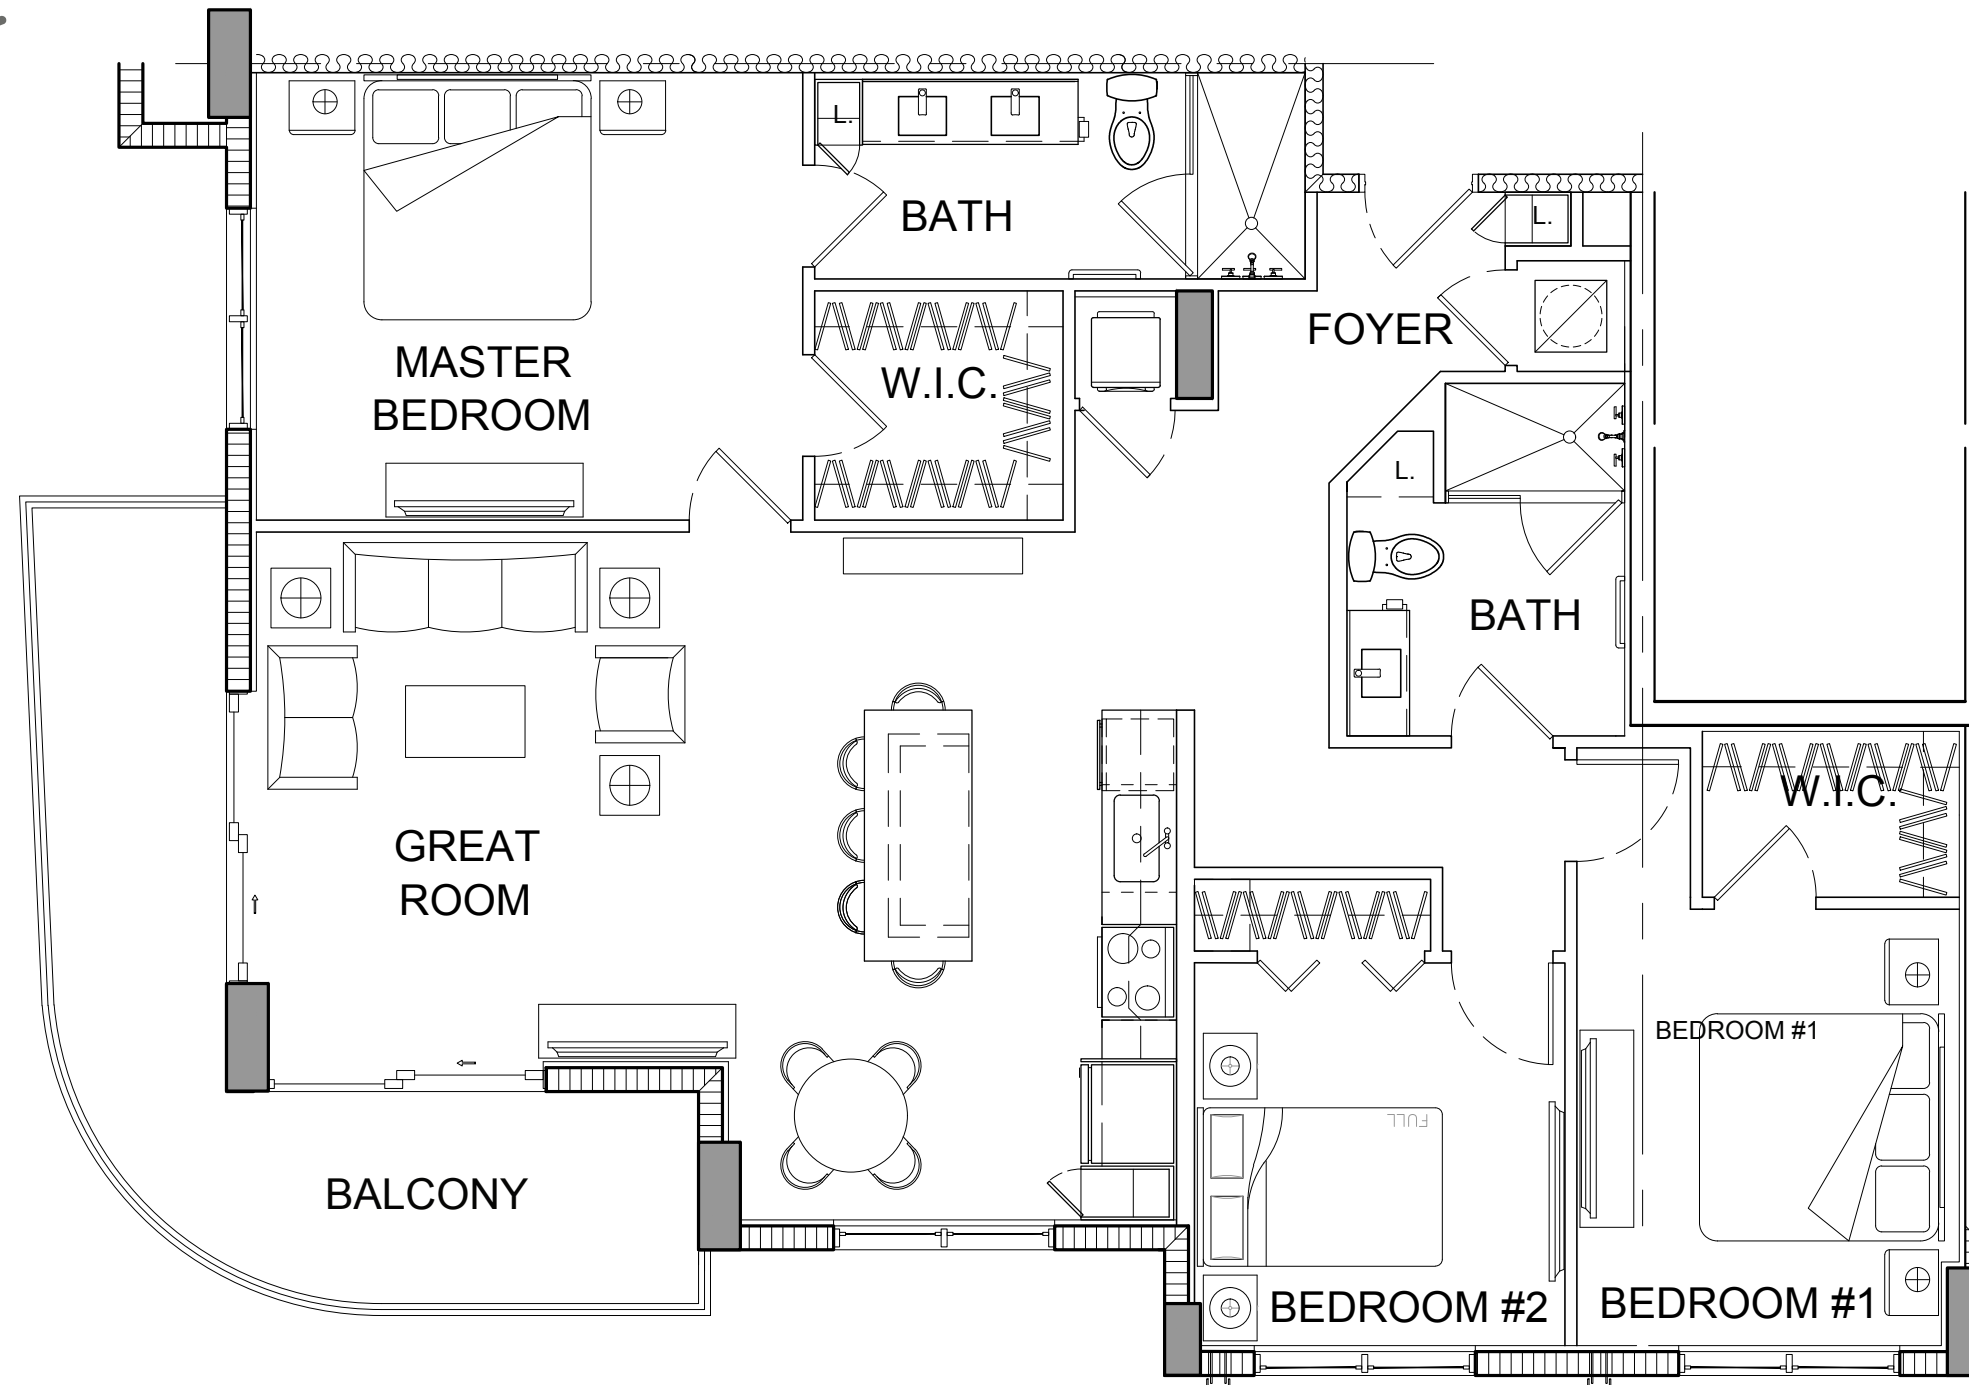 L.
BATH
L.
FOYER
MASTER
BEDROOM
W.I.C.
L.
BATH
W.I.C.
GREAT
ROOM
BEDROOM #1
FULL
BALCONY
BEDROOM #2
BEDROOM #1